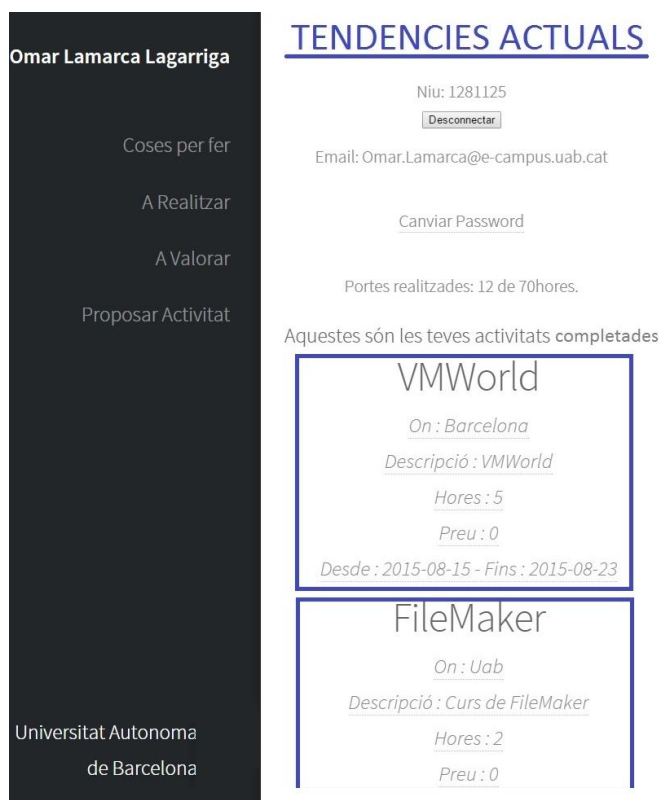 Omar Lamarca Lagarriga
Coses per fer
A Realitzar
A Valorar
Proposar Activitat
Universitat Autonoma
de Barcelona
TENDENCIES ACTUALS
Niu: 1281125
Desconnectar
Email: Omar.Lamarca@e-campus.uab.cat
Canviar Password
Portes realitzades: 12 de 70hores.
Aquestes són les teves activitats completades
VMWorld
On : Barcelona
Descripció : VMWorld
Hores : 5
Preu : 0
Desde : 2015-08-15 - Fins : 2015-08-23
FileMaker
On : Uab
Descripció : Curs de FileMaker
Hores : 2
Preu : 0